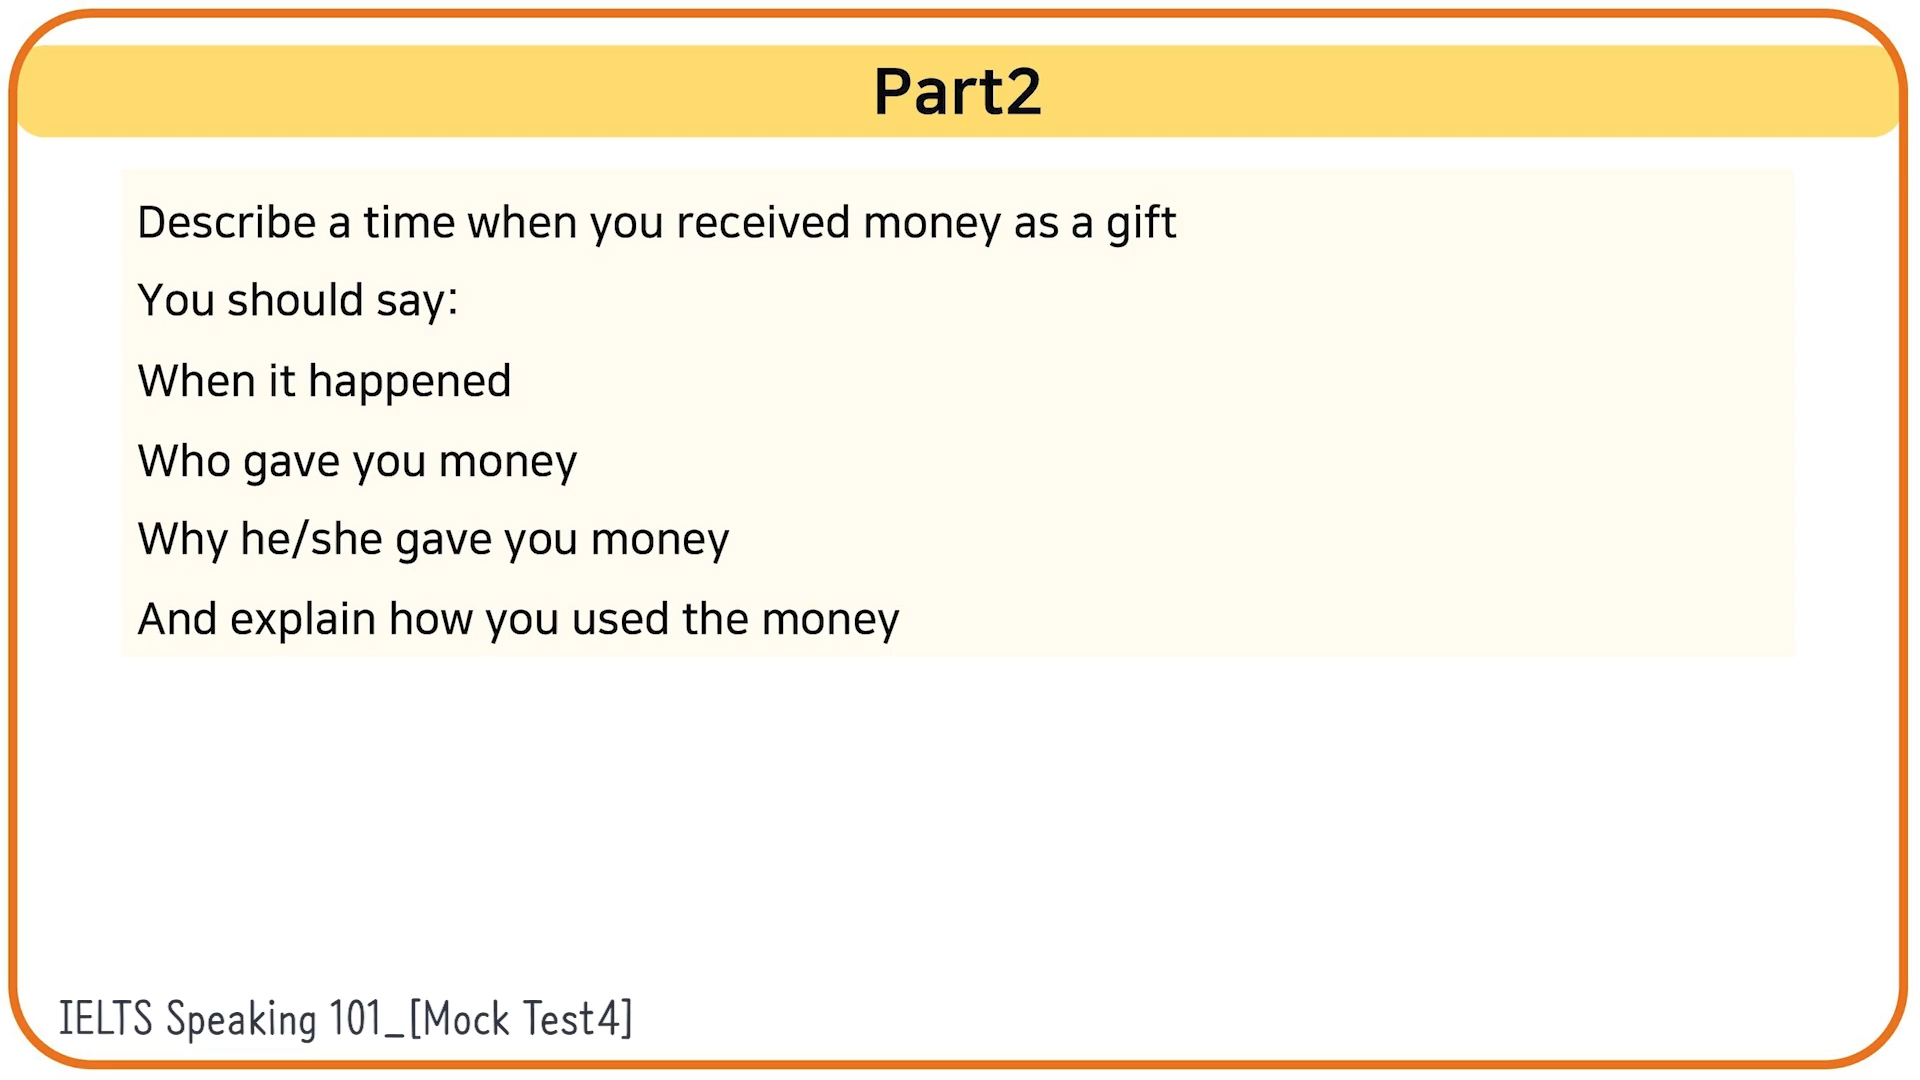 Part2
Describe a time when you received money as a gift
You should say:
When it happened
Who gave you money
Why he/she gave you money
And explain how you used the money
IELTS Speaking 101_[Mock Test4]